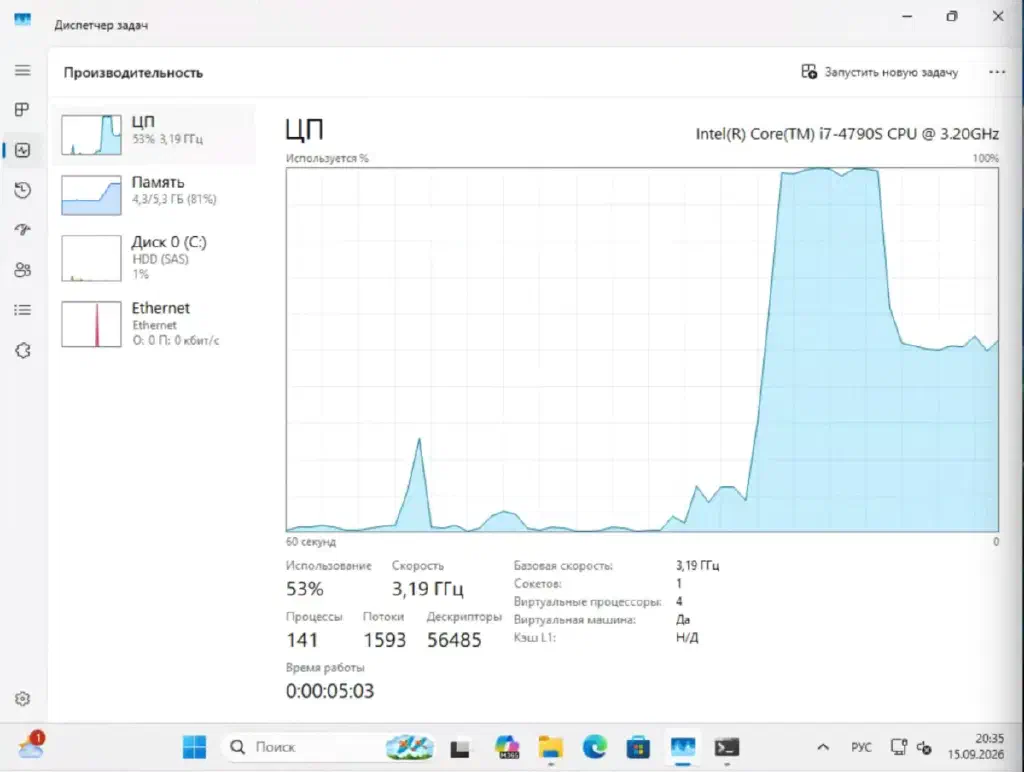 Диспетчер задач
Производительность
Запустить новую задачу
ЦП
53% 3,19 ГГц
Память
4,3/5,3 ГБ (81%)
Диск 0 (C:)
HDD (SAS)
1%
Ethernet
Ethernet
О: 0 П: 0 кбит/с
ЦП
Intel(R) Core(TM) i7-4790S CPU @ 3.20GHz
Используется %
100%
60 секунд
0
Использование
53%
Скорость
3,19 ГГц
Процессы
141
Потоки
1593
Дескрипторы
56485
Время работы
0:00:05:03
Базовая скорость: 3,19 ГГц
Сокетов: 1
Виртуальные процессоры: 4
Виртуальная машина: Да
Кэш L1: Н/Д
1
Поиск
M365
РУС
20:35
15.09.2026